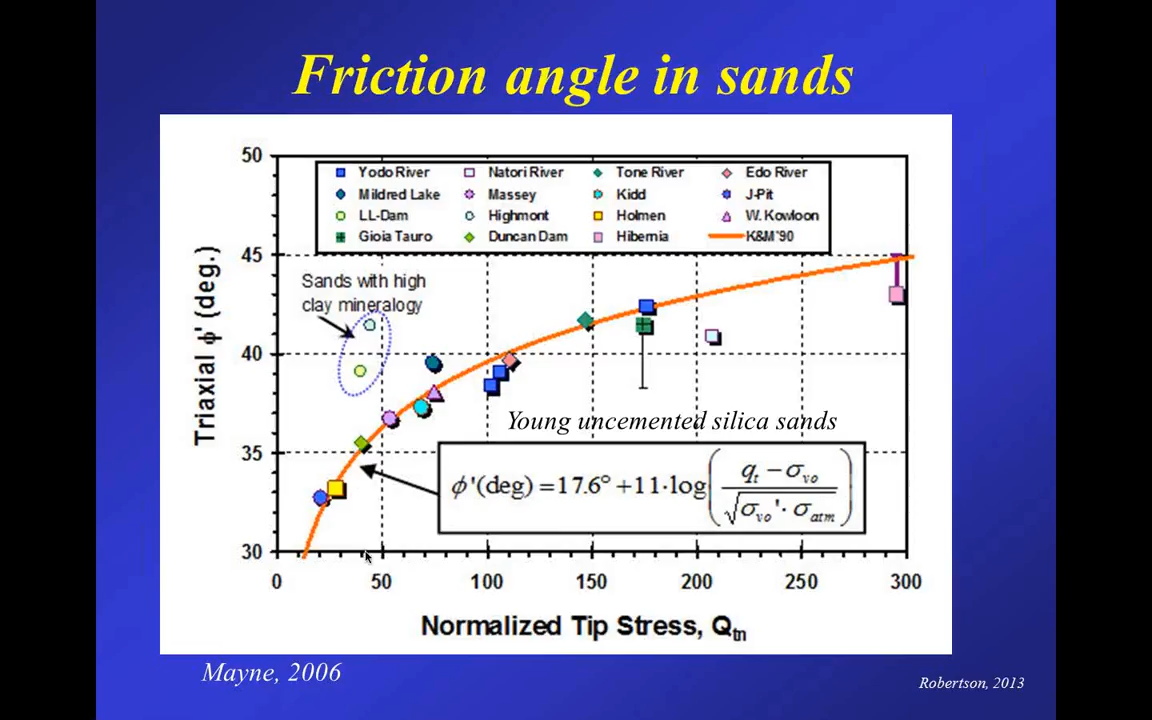 Friction angle in sands
50
Yodo River Natori River Tone River Edo River
Mildred Lake Massey Kidd J-Pit
LL-Dam Highmont Holmen W. Kowloon
Gioia Tauro Duncan Dam Hibernia K&M'90
45
Sands with high
clay mineralogy
40
Triaxial ϕ' (deg.)
Young uncemented silica sands
35
ϕ'(deg) =17.6° +11·log( (q_t − σ_vo) / √(σ_vo'·σ_atm) )
30
0 50 100 150 200 250 300
Normalized Tip Stress, Q_tn
Mayne, 2006
Robertson, 2013